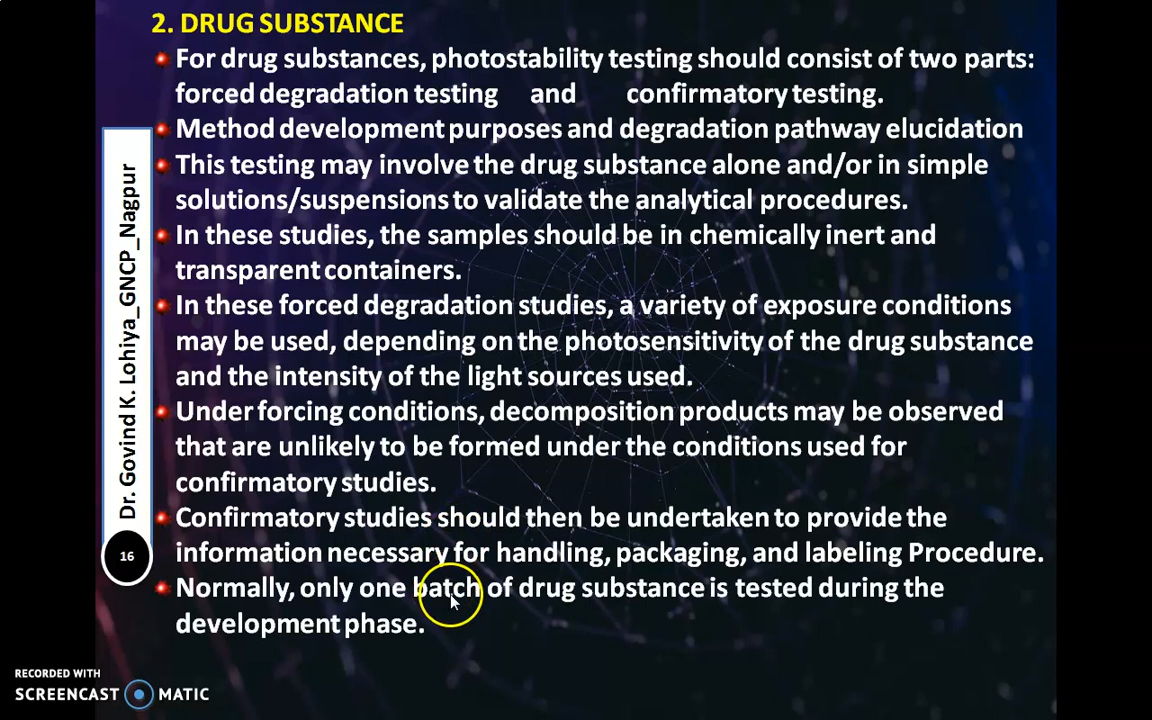 2. DRUG SUBSTANCE
For drug substances, photostability testing should consist of two parts:
forced degradation testing and confirmatory testing.
Method development purposes and degradation pathway elucidation
This testing may involve the drug substance alone and/or in simple
solutions/suspensions to validate the analytical procedures.
In these studies, the samples should be in chemically inert and
transparent containers.
In these forced degradation studies, a variety of exposure conditions
may be used, depending on the photosensitivity of the drug substance
and the intensity of the light sources used.
Under forcing conditions, decomposition products may be observed
that are unlikely to be formed under the conditions used for
confirmatory studies.
Confirmatory studies should then be undertaken to provide the
information necessary for handling, packaging, and labeling Procedure.
Normally, only one batch of drug substance is tested during the
development phase.
Dr. Govind K. Lohiya_GNCP_Nagpur
16
RECORDED WITH
SCREENCAST MATIC